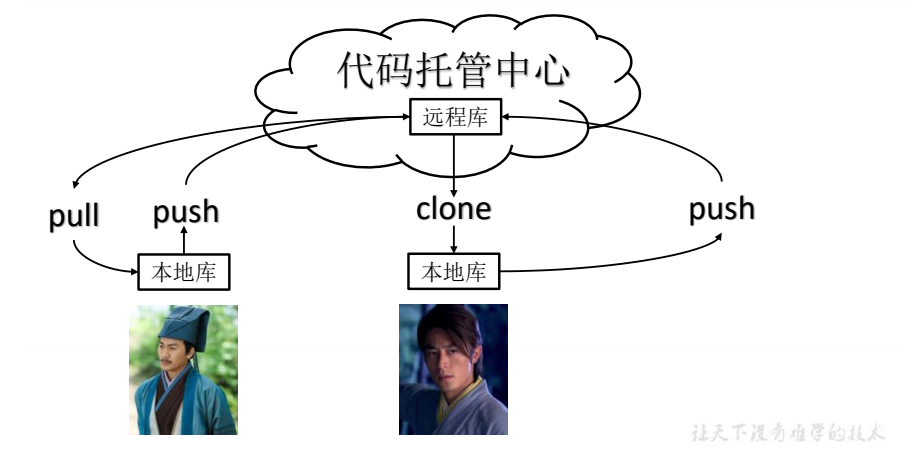 代码托管中心
远程库
pull
push
clone
push
本地库
本地库
让天下没有难学的技术